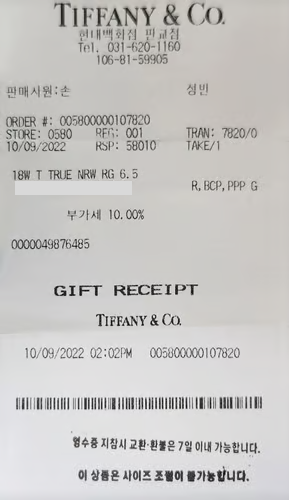 TIFFANY & CO.
현대백화점 판교점
Tel. 031-620-1160
106-81-59905
판매사원:손 성빈
ORDER #: 005800000107820
STORE: 0580 REG: 001 TRAN: 7820/0
10/09/2022 RSP: 58010 TAKE/1
18W T TRUE NRW RG 6.5
R,BCP,PPP G
부가세 10.00%
0000049876485
GIFT RECEIPT
TIFFANY & CO.
10/09/2022 02:02PM 005800000107820
영수증 지참시 교환·환불은 7일 이내 가능합니다.
이 상품은 사이즈 조절이 불가능합니다.